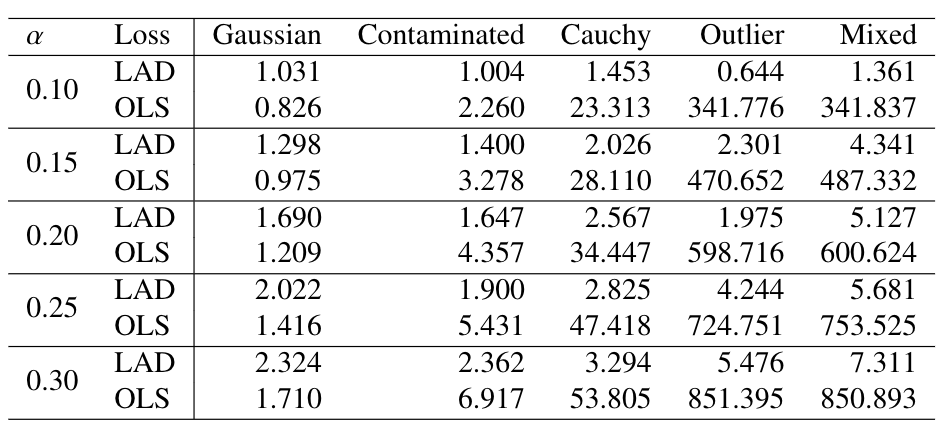 α Loss Gaussian Contaminated Cauchy Outlier Mixed
0.10 LAD 1.031 1.004 1.453 0.644 1.361
OLS 0.826 2.260 23.313 341.776 341.837
0.15 LAD 1.298 1.400 2.026 2.301 4.341
OLS 0.975 3.278 28.110 470.652 487.332
0.20 LAD 1.690 1.647 2.567 1.975 5.127
OLS 1.209 4.357 34.447 598.716 600.624
0.25 LAD 2.022 1.900 2.825 4.244 5.681
OLS 1.416 5.431 47.418 724.751 753.525
0.30 LAD 2.324 2.362 3.294 5.476 7.311
OLS 1.710 6.917 53.805 851.395 850.893